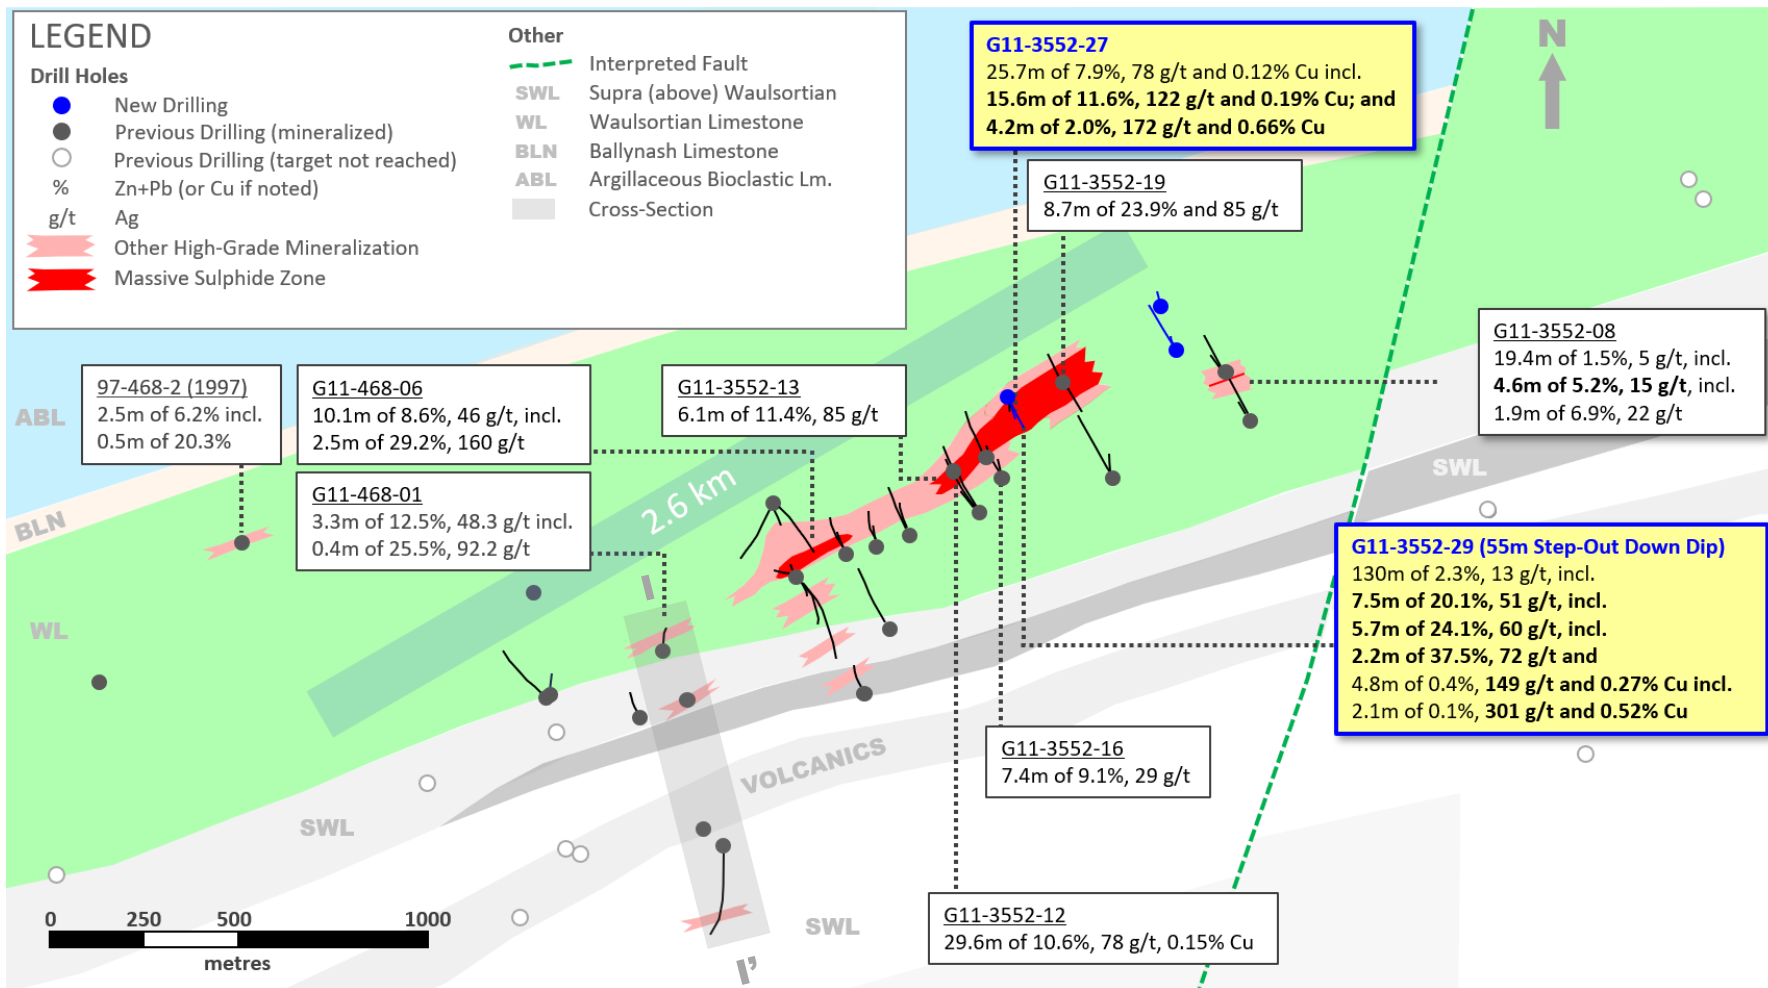 LEGEND
Drill Holes
New Drilling
Previous Drilling (mineralized)
Previous Drilling (target not reached)
% Zn+Pb (or Cu if noted)
g/t Ag
Other High-Grade Mineralization
Massive Sulphide Zone
Other
Interpreted Fault
SWL Supra (above) Waulsortian
WL Waulsortian Limestone
BLN Ballynash Limestone
ABL Argillaceous Bioclastic Lm.
Cross-Section
G11-3552-27
25.7m of 7.9%, 78 g/t and 0.12% Cu incl.
15.6m of 11.6%, 122 g/t and 0.19% Cu; and
4.2m of 2.0%, 172 g/t and 0.66% Cu
N
G11-3552-19
8.7m of 23.9% and 85 g/t
G11-3552-08
19.4m of 1.5%, 5 g/t, incl.
4.6m of 5.2%, 15 g/t, incl.
1.9m of 6.9%, 22 g/t
97-468-2 (1997)
2.5m of 6.2% incl.
0.5m of 20.3%
G11-468-06
10.1m of 8.6%, 46 g/t, incl.
2.5m of 29.2%, 160 g/t
G11-3552-13
6.1m of 11.4%, 85 g/t
ABL
G11-468-01
3.3m of 12.5%, 48.3 g/t incl.
0.4m of 25.5%, 92.2 g/t
2.6 km
SWL
BLN
G11-3552-29 (55m Step-Out Down Dip)
130m of 2.3%, 13 g/t, incl.
7.5m of 20.1%, 51 g/t, incl.
5.7m of 24.1%, 60 g/t, incl.
2.2m of 37.5%, 72 g/t and
4.8m of 0.4%, 149 g/t and 0.27% Cu incl.
2.1m of 0.1%, 301 g/t and 0.52% Cu
I
WL
G11-3552-16
7.4m of 9.1%, 29 g/t
VOLCANICS
SWL
G11-3552-12
29.6m of 10.6%, 78 g/t, 0.15% Cu
SWL
0 250 500 1000
metres
I'